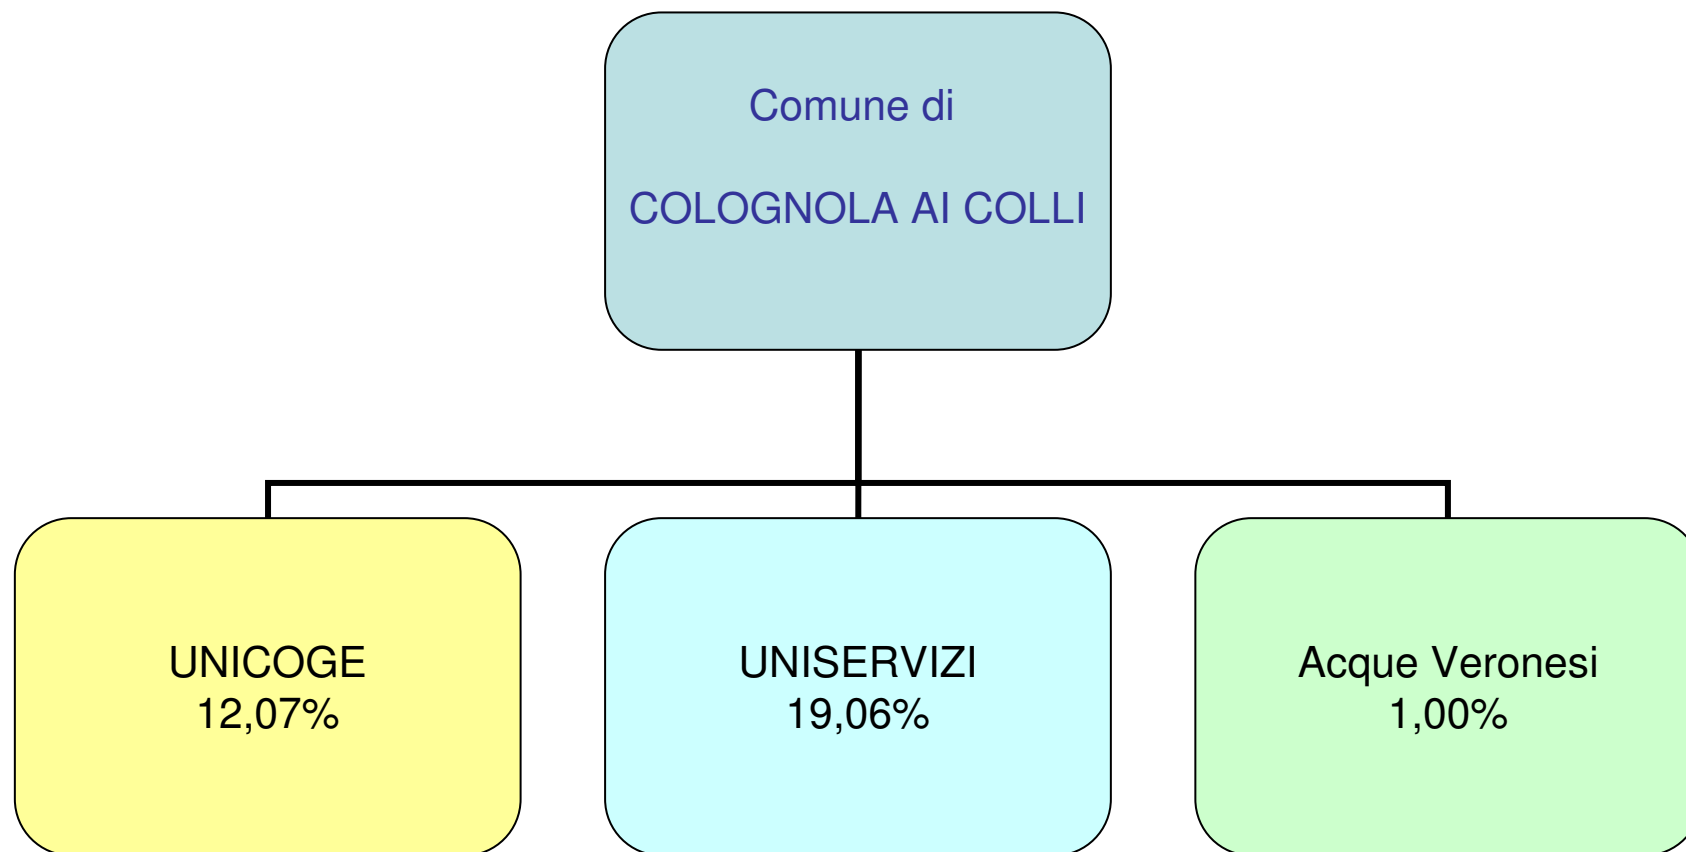 Comune di
COLOGNOLA AI COLLI
UNICOGE
12,07%
UNISERVIZI
19,06%
Acque Veronesi
1,00%